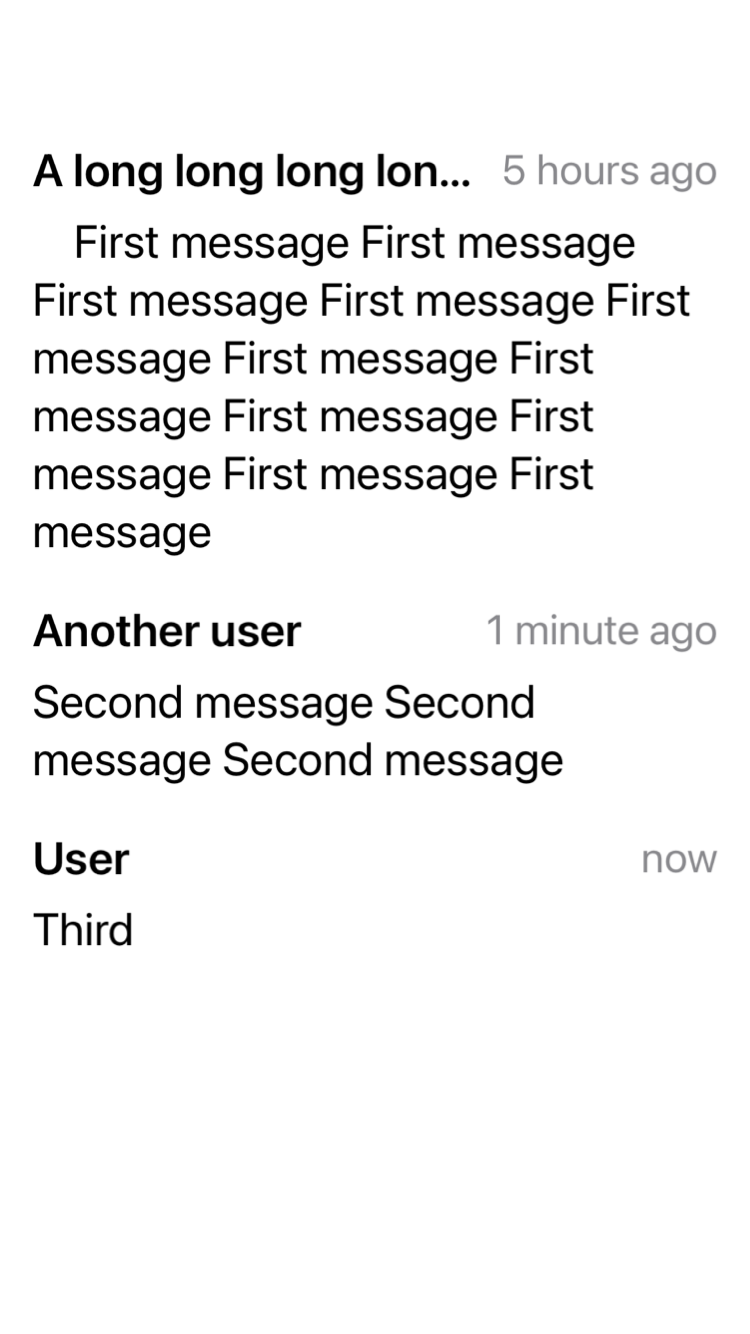 A long long long lon... 5 hours ago
First message First message
First message First message First
message First message First
message First message First
message First message First
message
Another user 1 minute ago
Second message Second
message Second message
User now
Third